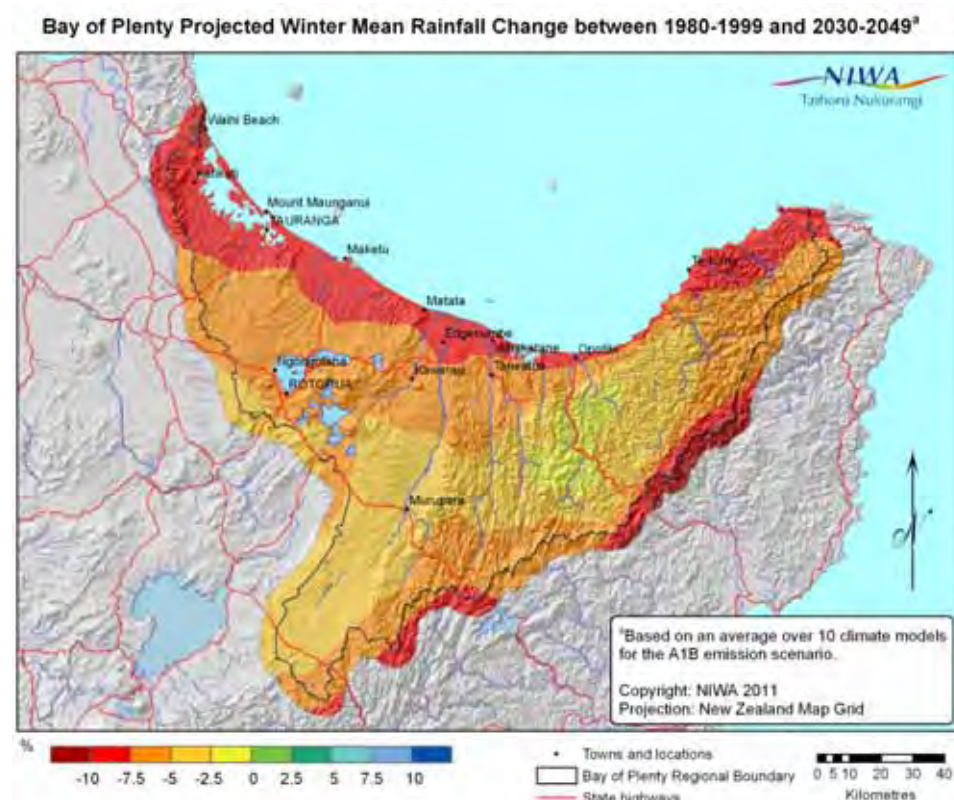 Bay of Plenty Projected Winter Mean Rainfall Change between 1980-1999 and 2030-2049ª
NIWA
Taihoro Nukurangi
Waihi Beach
Mount Maunganui
TAURANGA
Maketu
Matata
Edgecumbe
Opotiki
Taneatua
Kawerau
Ngongotaha
ROTORUA
Murupara
ªBased on an average over 10 climate models
for the A1B emission scenario.
Copyright: NIWA 2011
Projection: New Zealand Map Grid
%
-10 -7.5 -5 -2.5 0 2.5 5 7.5 10
Towns and locations
Bay of Plenty Regional Boundary
State highways
0 5 10 20 30 40
Kilometres